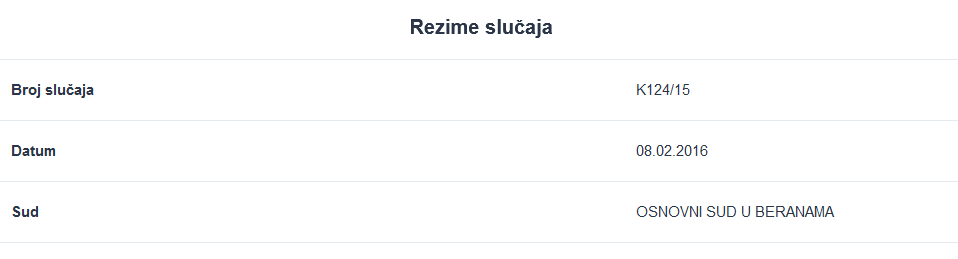 Rezime slučaja
Broj slučaja K124/15
Datum 08.02.2016
Sud OSNOVNI SUD U BERANAMA